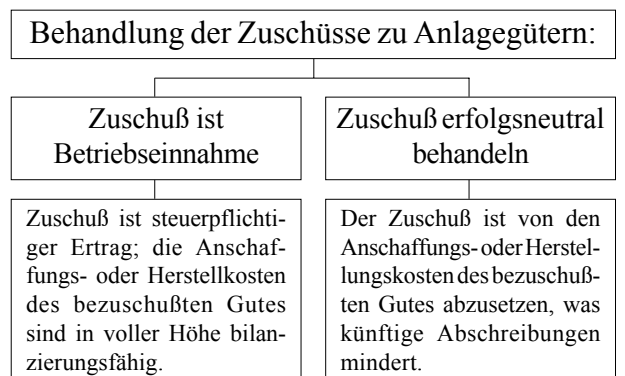 Behandlung der Zuschüsse zu Anlagegütern:
Zuschuß ist
Betriebseinnahme
Zuschuß erfolgsneutral
behandeln
Zuschuß ist steuerpflichti-
ger Ertrag; die Anschaf-
fungs- oder Herstellkosten
des bezuschußten Gutes
sind in voller Höhe bilan-
zierungsfähig.
Der Zuschuß ist von den
Anschaffungs- oder Herstel-
lungskosten des bezuschuß-
ten Gutes abzusetzen, was
künftige Abschreibungen
mindert.